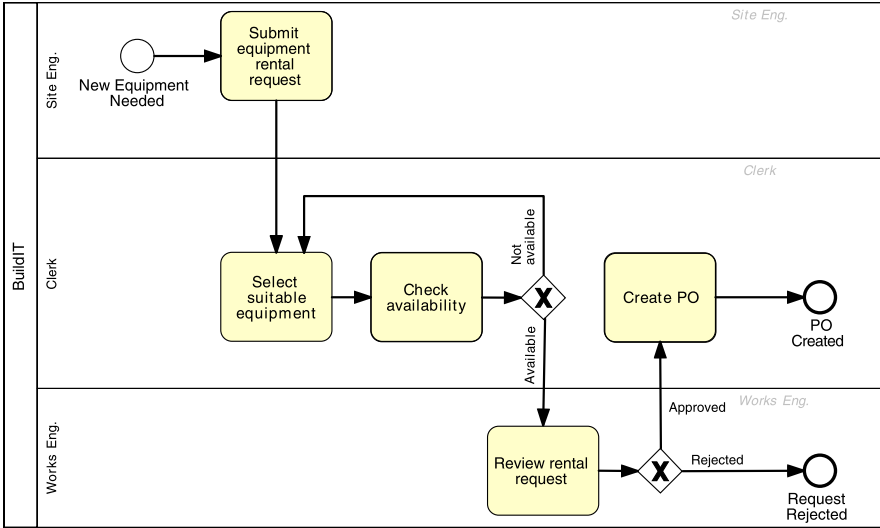 BuildIT
Site Eng.
Site Eng.
New Equipment
Needed
Submit
equipment
rental
request
Clerk
Clerk
Select
suitable
equipment
Check
availability
Not
available
Available
Create PO
PO
Created
Works Eng.
Works Eng.
Review rental
request
Approved
Rejected
Request
Rejected